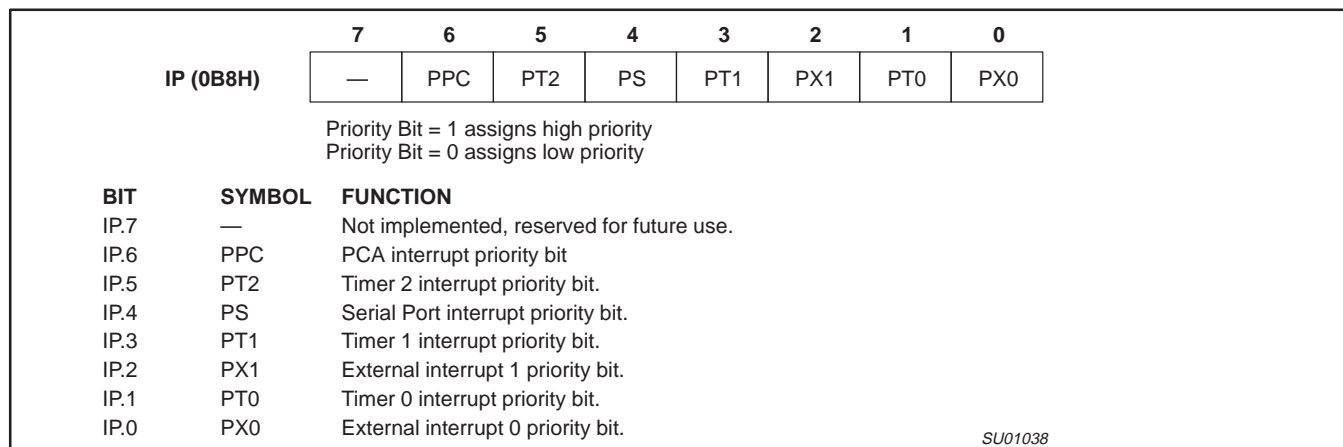 7 6 5 4 3 2 1 0
IP (0B8H) — PPC PT2 PS PT1 PX1 PT0 PX0
Priority Bit = 1 assigns high priority
Priority Bit = 0 assigns low priority
BIT SYMBOL FUNCTION
IP.7 — Not implemented, reserved for future use.
IP.6 PPC PCA interrupt priority bit
IP.5 PT2 Timer 2 interrupt priority bit.
IP.4 PS Serial Port interrupt priority bit.
IP.3 PT1 Timer 1 interrupt priority bit.
IP.2 PX1 External interrupt 1 priority bit.
IP.1 PT0 Timer 0 interrupt priority bit.
IP.0 PX0 External interrupt 0 priority bit.
SU01038